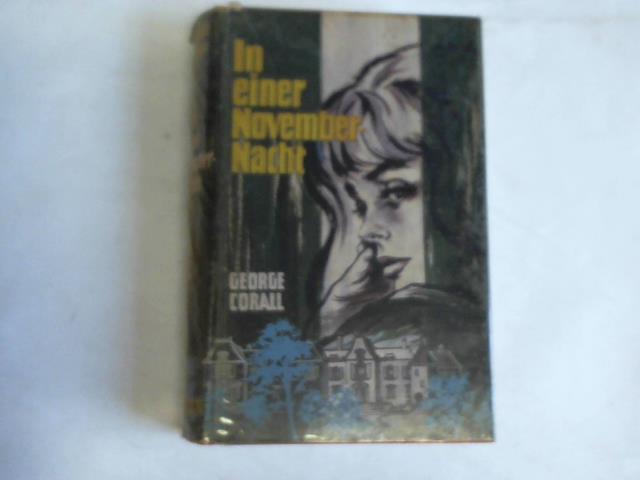 In
einer
November-
Nacht
GEORGE
CORALL